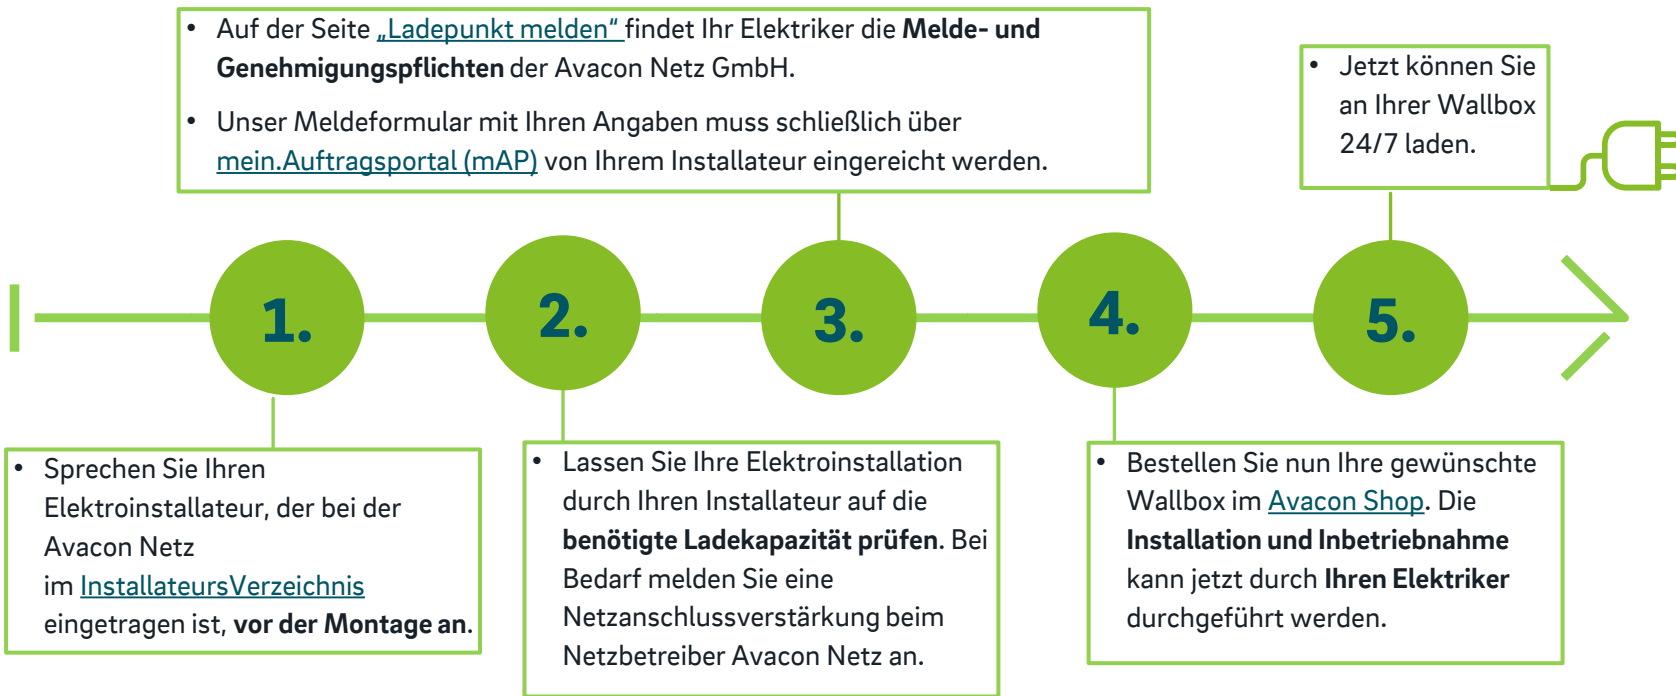 • Auf der Seite „Ladepunkt melden“ findet Ihr Elektriker die Melde- und
Genehmigungspflichten der Avacon Netz GmbH.
• Unser Meldeformular mit Ihren Angaben muss schließlich über
mein.Auftragsportal (mAP) von Ihrem Installateur eingereicht werden.
• Jetzt können Sie
an Ihrer Wallbox
24/7 laden.
1.
2.
3.
4.
5.
• Sprechen Sie Ihren
Elektroinstallateur, der bei der
Avacon Netz
im InstallateursVerzeichnis
eingetragen ist, vor der Montage an.
• Lassen Sie Ihre Elektroinstallation
durch Ihren Installateur auf die
benötigte Ladekapazität prüfen. Bei
Bedarf melden Sie eine
Netzanschlussverstärkung beim
Netzbetreiber Avacon Netz an.
• Bestellen Sie nun Ihre gewünschte
Wallbox im Avacon Shop. Die
Installation und Inbetriebnahme
kann jetzt durch Ihren Elektriker
durchgeführt werden.